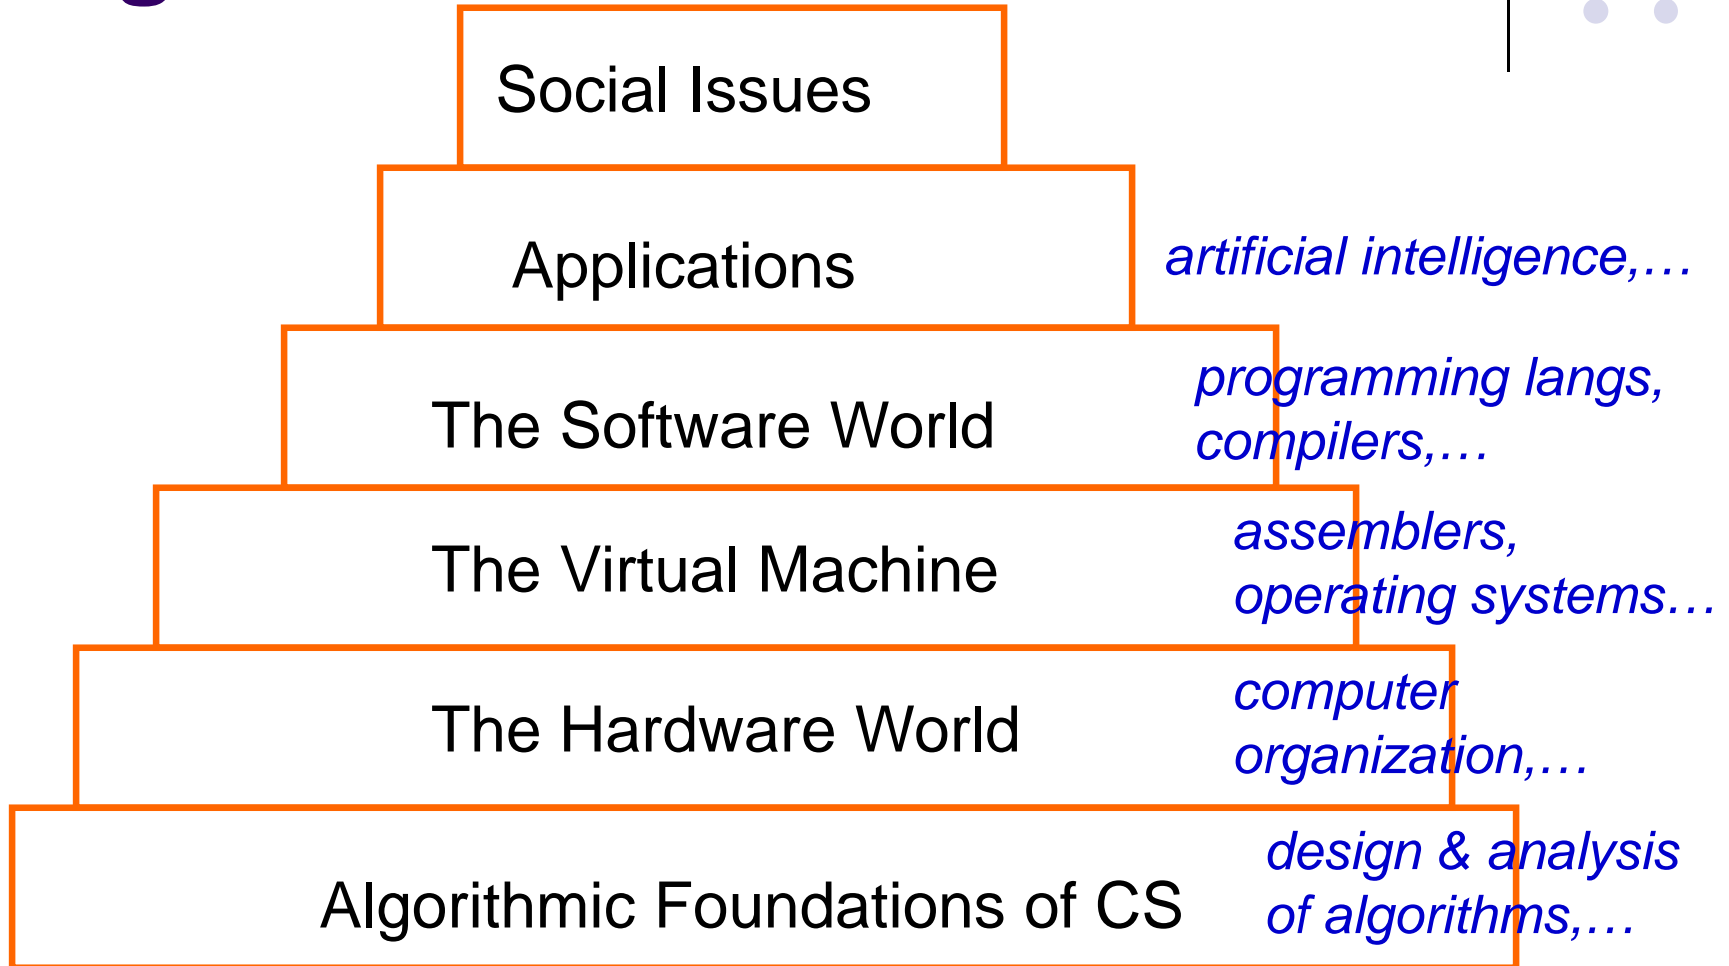 Social Issues
Applications
artificial intelligence,…
The Software World
programming langs,
compilers,…
The Virtual Machine
assemblers,
operating systems…
The Hardware World
computer
organization,…
Algorithmic Foundations of CS
design & analysis
of algorithms,…